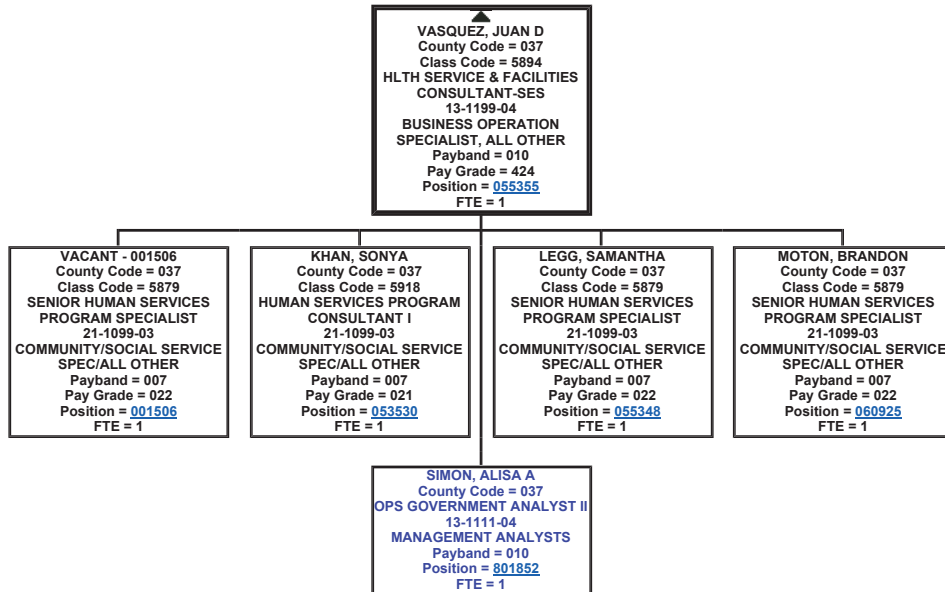 VASQUEZ, JUAN D
County Code = 037
Class Code = 5894
HLTH SERVICE & FACILITIES
CONSULTANT-SES
13-1199-04
BUSINESS OPERATION
SPECIALIST, ALL OTHER
Payband = 010
Pay Grade = 424
Position = 055355
FTE = 1
VACANT - 001506
County Code = 037
Class Code = 5879
SENIOR HUMAN SERVICES
PROGRAM SPECIALIST
21-1099-03
COMMUNITY/SOCIAL SERVICE
SPEC/ALL OTHER
Payband = 007
Pay Grade = 022
Position = 001506
FTE = 1
KHAN, SONYA
County Code = 037
Class Code = 5918
HUMAN SERVICES PROGRAM
CONSULTANT I
21-1099-03
COMMUNITY/SOCIAL SERVICE
SPEC/ALL OTHER
Payband = 007
Pay Grade = 021
Position = 053530
FTE = 1
LEGG, SAMANTHA
County Code = 037
Class Code = 5879
SENIOR HUMAN SERVICES
PROGRAM SPECIALIST
21-1099-03
COMMUNITY/SOCIAL SERVICE
SPEC/ALL OTHER
Payband = 007
Pay Grade = 022
Position = 055348
FTE = 1
MOTON, BRANDON
County Code = 037
Class Code = 5879
SENIOR HUMAN SERVICES
PROGRAM SPECIALIST
21-1099-03
COMMUNITY/SOCIAL SERVICE
SPEC/ALL OTHER
Payband = 007
Pay Grade = 022
Position = 060925
FTE = 1
SIMON, ALISA A
County Code = 037
OPS GOVERNMENT ANALYST II
13-1111-04
MANAGEMENT ANALYSTS
Payband = 010
Position = 801852
FTE = 1